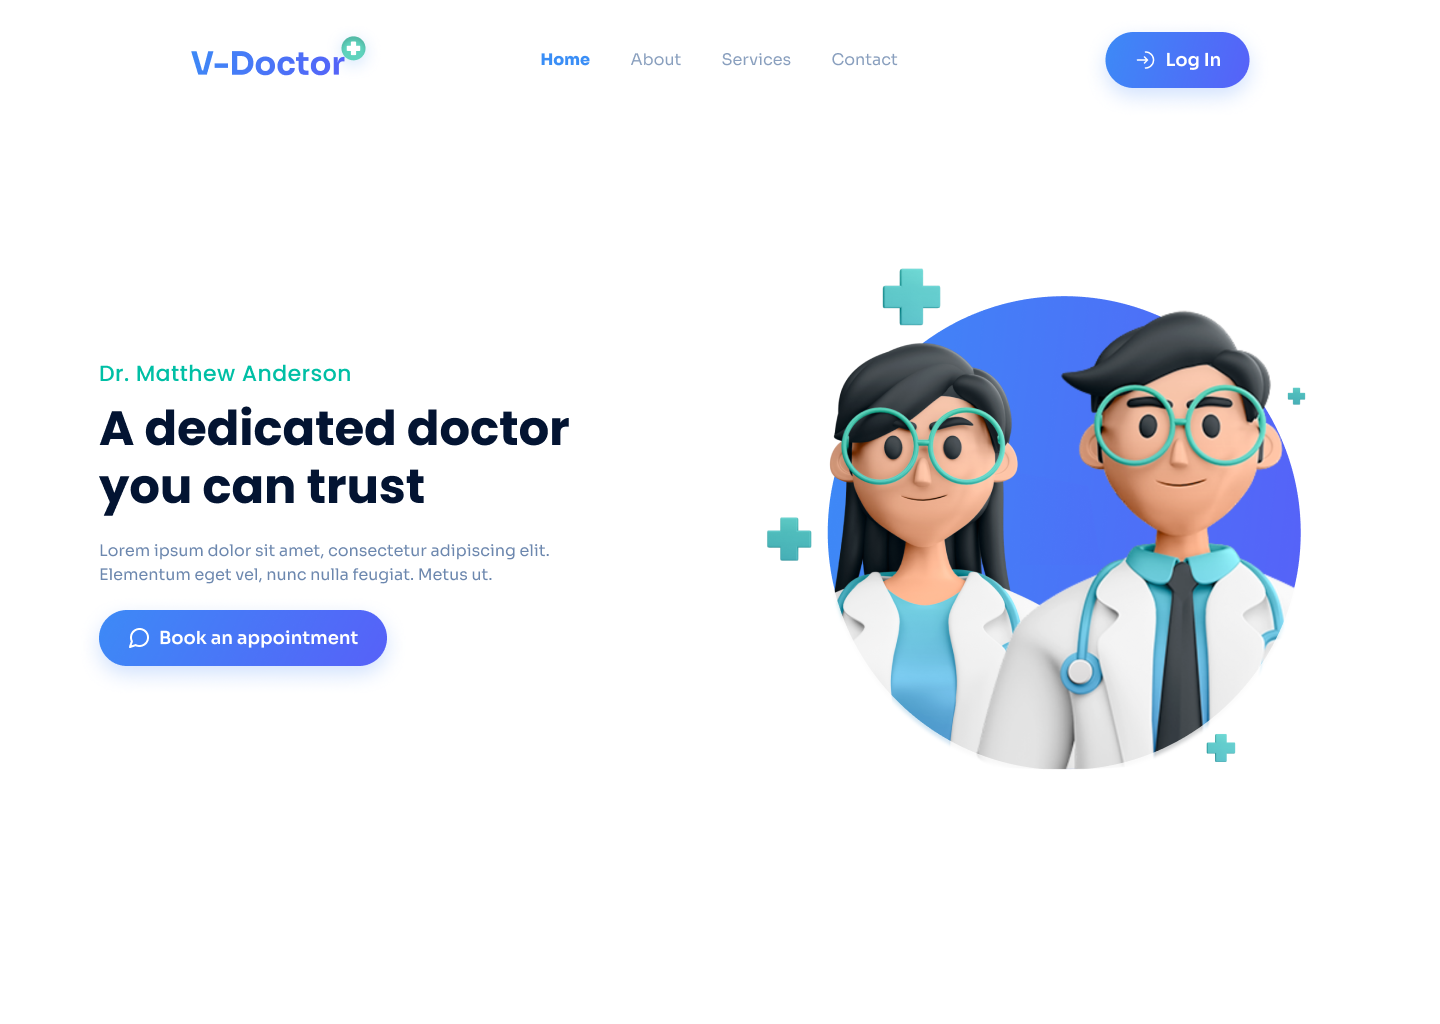 V-Doctor
Home
About
Services
Contact
Log In
Dr. Matthew Anderson
A dedicated doctor
you can trust
Lorem ipsum dolor sit amet, consectetur adipiscing elit.
Elementum eget vel, nunc nulla feugiat. Metus ut.
Book an appointment